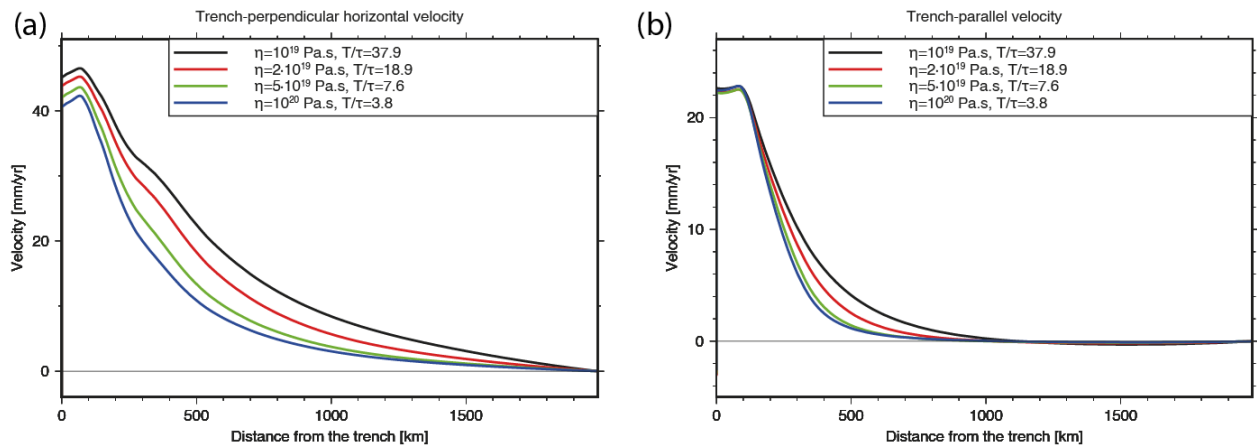 (a)
Trench-perpendicular horizontal velocity
η=10¹⁹ Pa.s, T/τ=37.9
η=2·10¹⁹ Pa.s, T/τ=18.9
η=5·10¹⁹ Pa.s, T/τ=7.6
η=10²⁰ Pa.s, T/τ=3.8
Velocity [mm/yr]
40
20
0
0 500 1000 1500
Distance from the trench [km]
(b)
Trench-parallel velocity
η=10¹⁹ Pa.s, T/τ=37.9
η=2·10¹⁹ Pa.s, T/τ=18.9
η=5·10¹⁹ Pa.s, T/τ=7.6
η=10²⁰ Pa.s, T/τ=3.8
Velocity [mm/yr]
20
10
0
0 500 1000 1500
Distance from the trench [km]